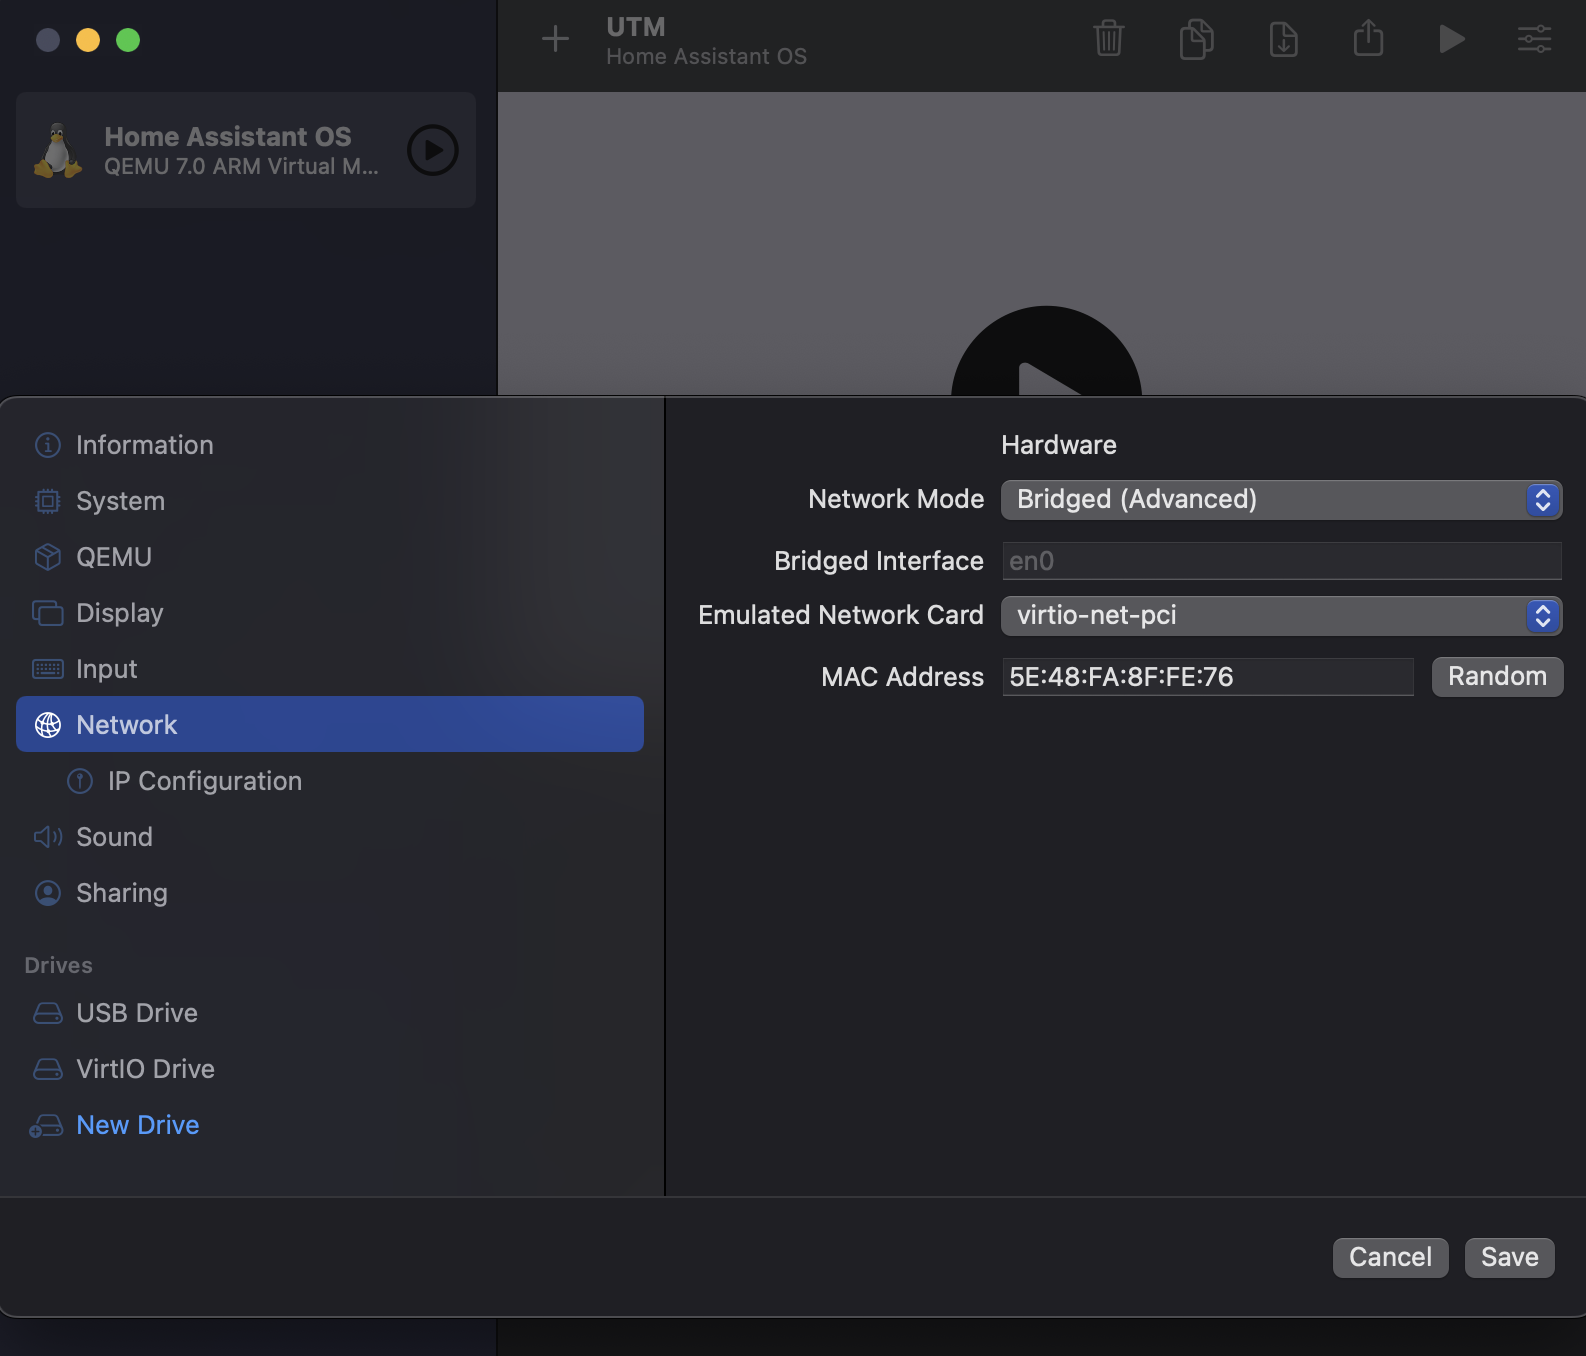 UTM
Home Assistant OS
Home Assistant OS
QEMU 7.0 ARM Virtual M...
Information
System
QEMU
Display
Input
Network
IP Configuration
Sound
Sharing
Drives
USB Drive
VirtIO Drive
New Drive
Hardware
Network Mode Bridged (Advanced)
Bridged Interface en0
Emulated Network Card virtio-net-pci
MAC Address 5E:48:FA:8F:FE:76 Random
Cancel Save